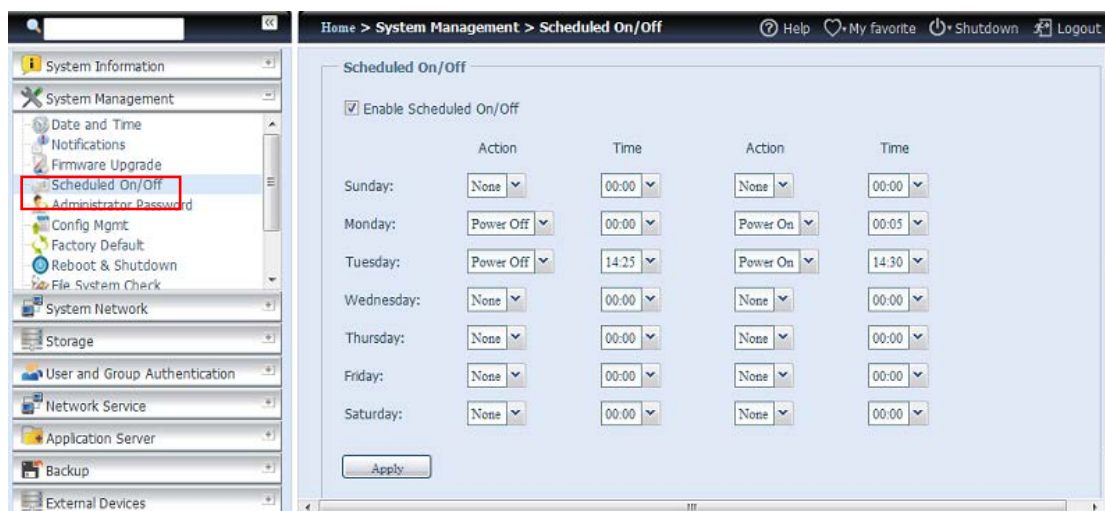 Home > System Management > Scheduled On/Off
Help My favorite Shutdown Logout
System Information
System Management
Date and Time
Notifications
Firmware Upgrade
Scheduled On/Off
Administrator Password
Config Mgmt
Factory Default
Reboot & Shutdown
File System Check
System Network
Storage
User and Group Authentication
Network Service
Application Server
Backup
External Devices
Scheduled On/Off
Enable Scheduled On/Off
Action Time Action Time
Sunday: None 00:00 None 00:00
Monday: Power Off 00:00 Power On 00:05
Tuesday: Power Off 14:25 Power On 14:30
Wednesday: None 00:00 None 00:00
Thursday: None 00:00 None 00:00
Friday: None 00:00 None 00:00
Saturday: None 00:00 None 00:00
Apply